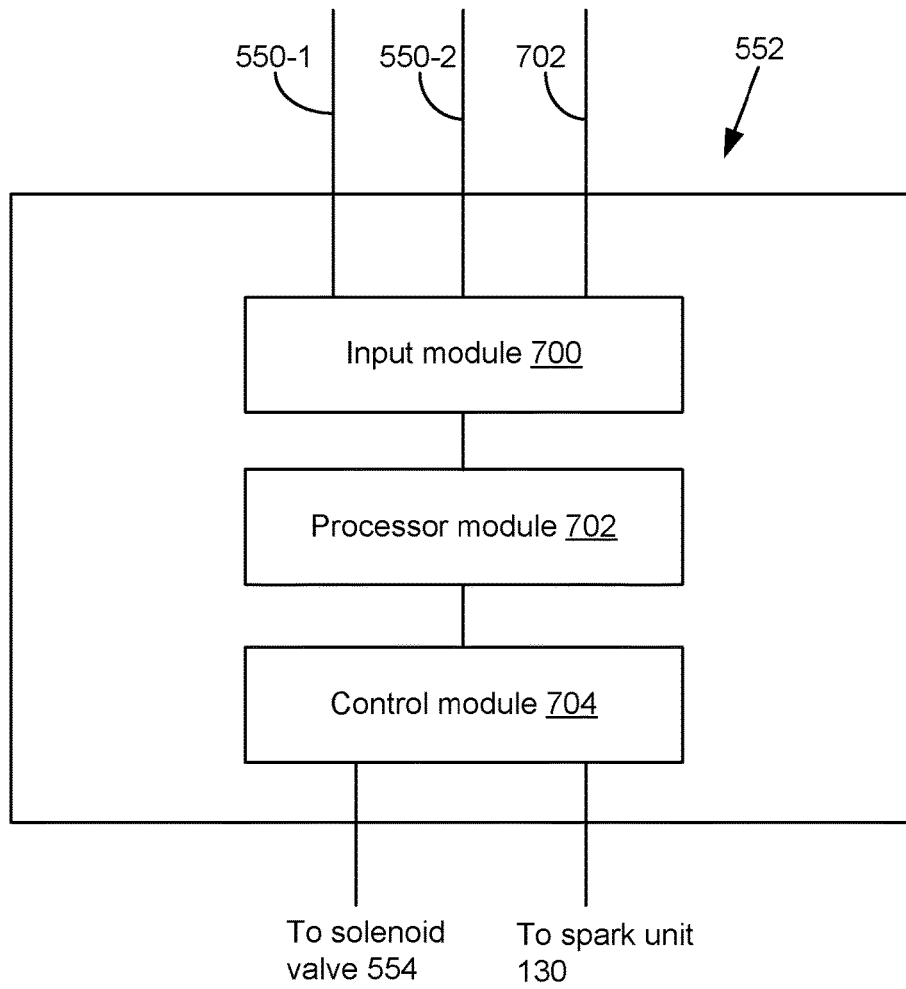 550-1
550-2
702
552
Input module 700
Processor module 702
Control module 704
To solenoid
valve 554
To spark unit
130